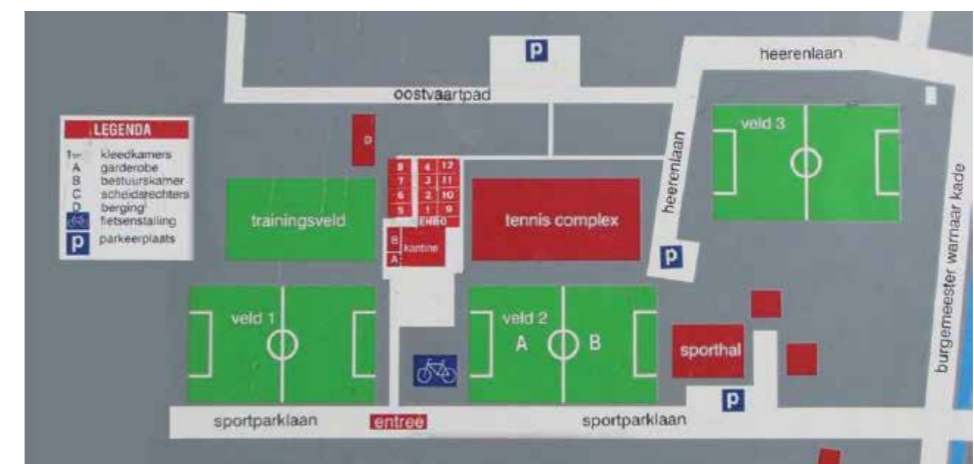 P
heerenlaan
oostvaartpad
LEGENDA
kleedkamers
A garderobe
B bestuurskamer
C scheidsrechters
D berging
fietsenstalling
P parkeerplaats
D
8 4 12
7 3 11
6 2 10
5 1 9
EHBO
B
A
kantine
trainingsveld
tennis complex
heerenlaan
veld 3
P
burgemeester warnaar kade
veld 1
veld 2
A B
sporthal
P
sportparklaan
entree
sportparklaan